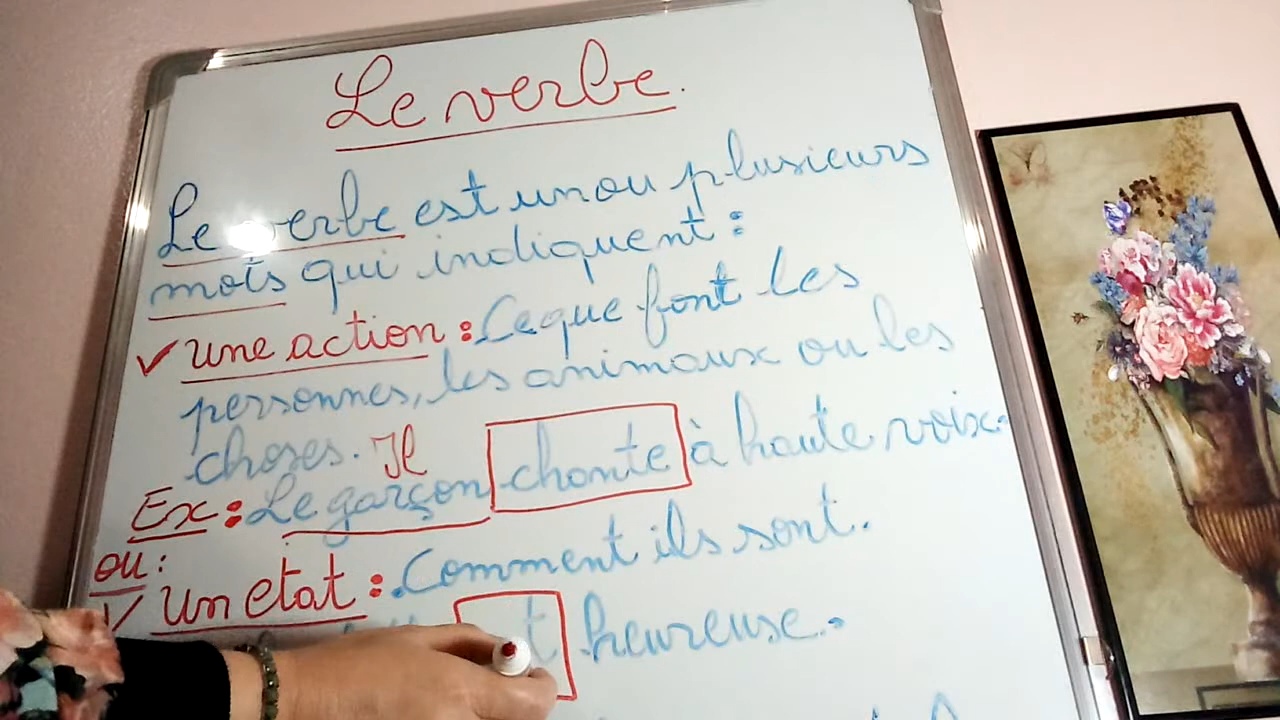 Le verbe.
Le verbe est un ou plusieurs
mots qui indiquent :
✓ Une action : Ce que font les
personnes, les animaux ou les
choses. Il
Ex : Le garçon chante à haute voix.
ou :
✓ Un etat : Comment ils sont.
heureuse.